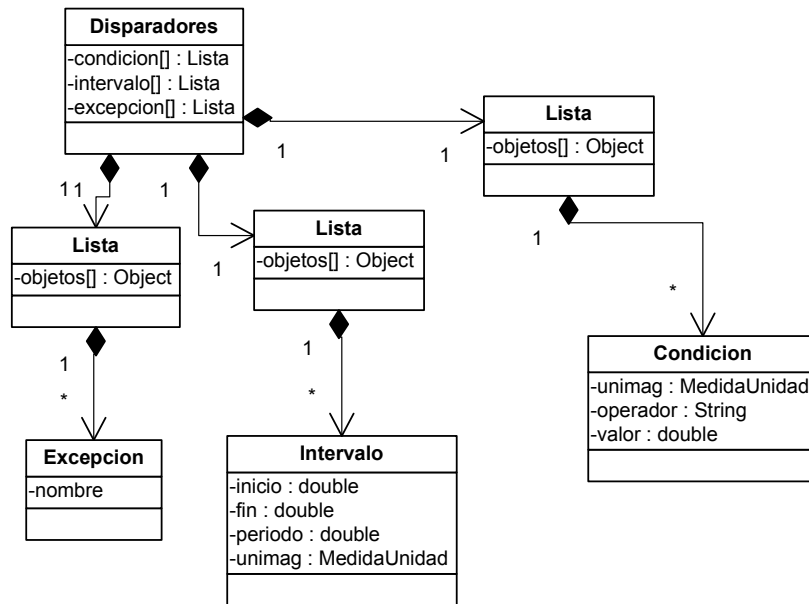 Disparadores
-condicion[] : Lista
-intervalo[] : Lista
-excepcion[] : Lista
1
1
1 1
1
1
Lista
-objetos[] : Object
1
*
Lista
-objetos[] : Object
1
*
Lista
-objetos[] : Object
1
*
Excepcion
-nombre
Intervalo
-inicio : double
-fin : double
-periodo : double
-unimag : MedidaUnidad
Condicion
-unimag : MedidaUnidad
-operador : String
-valor : double